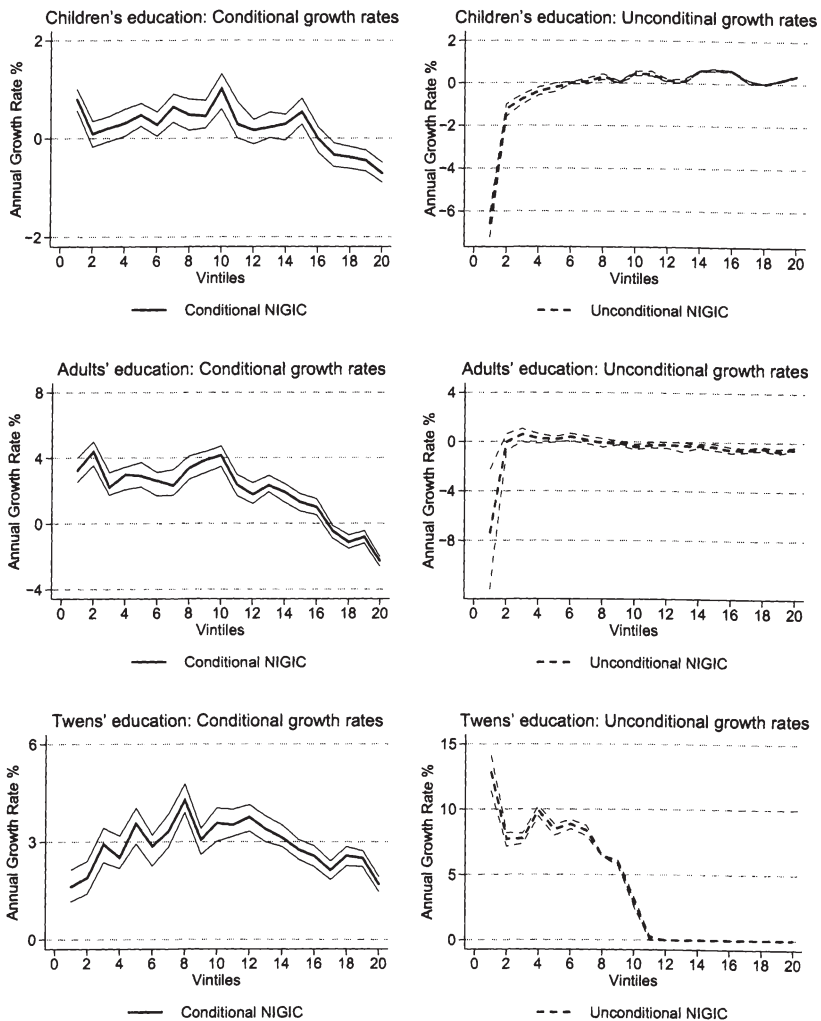 Children's education: Conditional growth rates
Annual Growth Rate %
2
0
−2
0 2 4 6 8 10 12 14 16 18 20
Vintiles
Conditional NIGIC
Children's education: Unconditinal growth rates
Annual Growth Rate %
2
0
−2
−4
−6
0 2 4 6 8 10 12 14 16 18 20
Vintiles
Unconditional NIGIC
Adults' education: Conditional growth rates
Annual Growth Rate %
8
4
0
−4
0 2 4 6 8 10 12 14 16 18 20
Vintiles
Conditional NIGIC
Adults' education: Unconditional growth rates
Annual Growth Rate %
4
0
−4
−8
0 2 4 6 8 10 12 14 16 18 20
Vintiles
Unconditional NIGIC
Twens' education: Conditional growth rates
Annual Growth Rate %
6
3
0
0 2 4 6 8 10 12 14 16 18 20
Vintiles
Conditional NIGIC
Twens' education: Unconditional growth rates
Annual Growth Rate %
15
10
5
0
0 2 4 6 8 10 12 14 16 18 20
Vintiles
Unconditional NIGIC